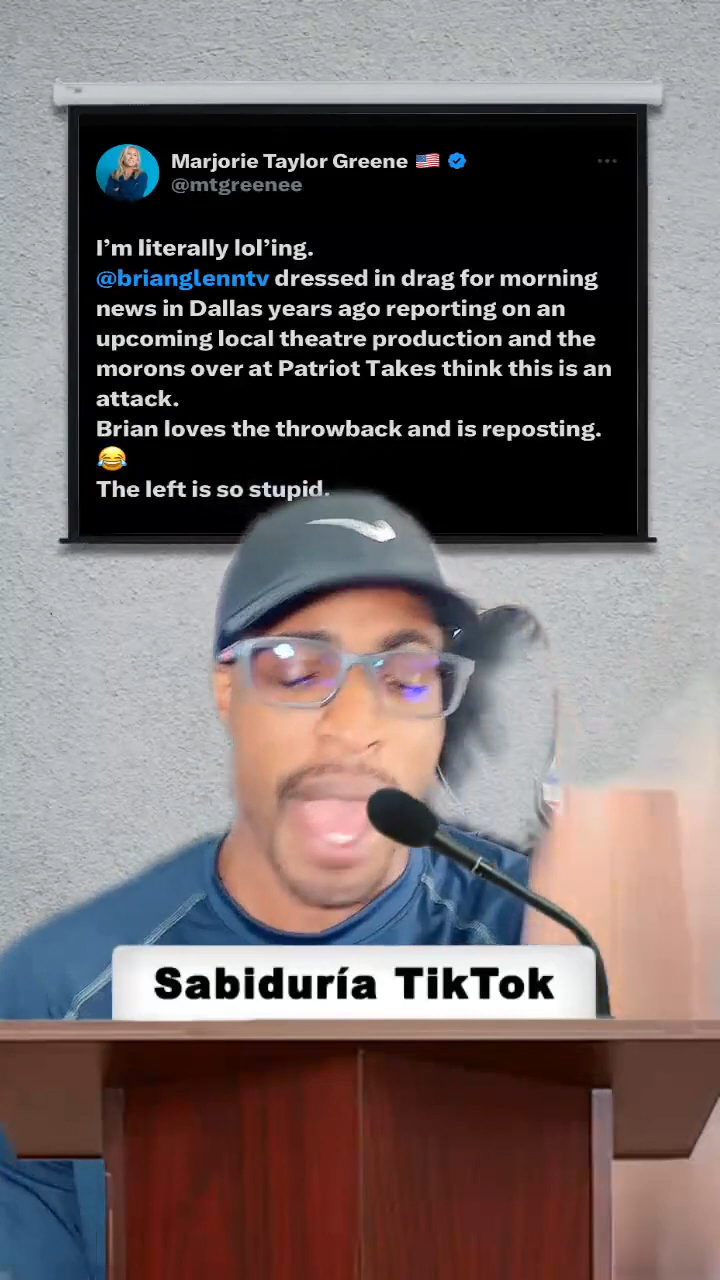 Marjorie Taylor Greene 🇺🇸
@mtgreenee
I’m literally lol’ing.
@brianglenntv dressed in drag for morning
news in Dallas years ago reporting on an
upcoming local theatre production and the
morons over at Patriot Takes think this is an
attack.
Brian loves the throwback and is reposting.
😂
The left is so stupid.
Sabiduría TikTok